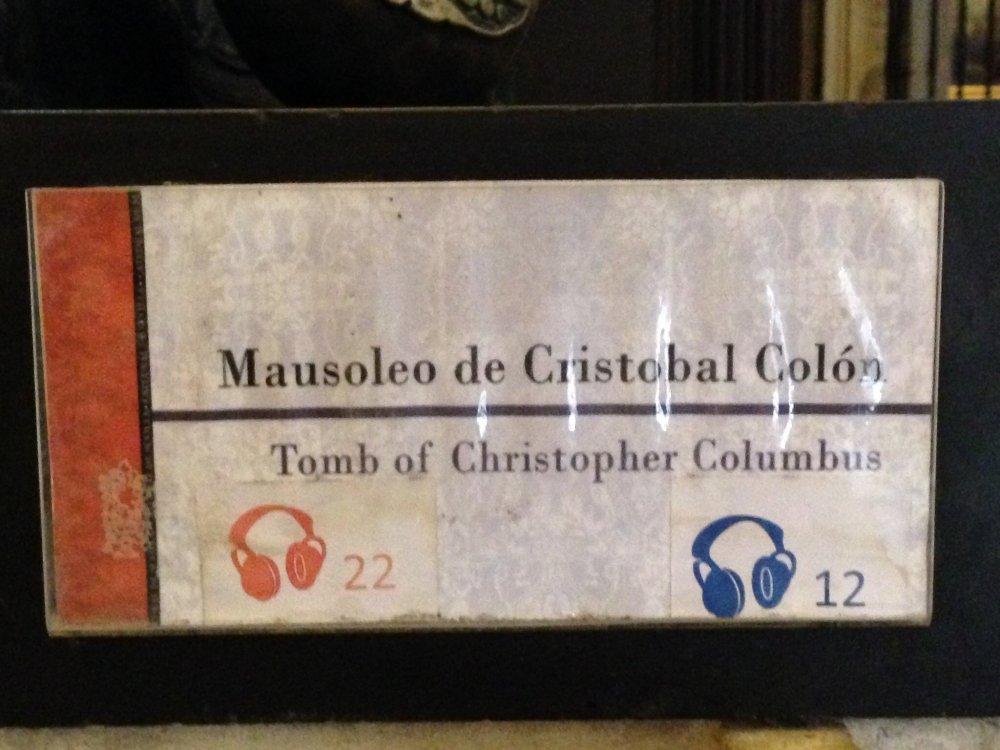 Mausoleo de Cristobal Colón
Tomb of Christopher Columbus
22
12